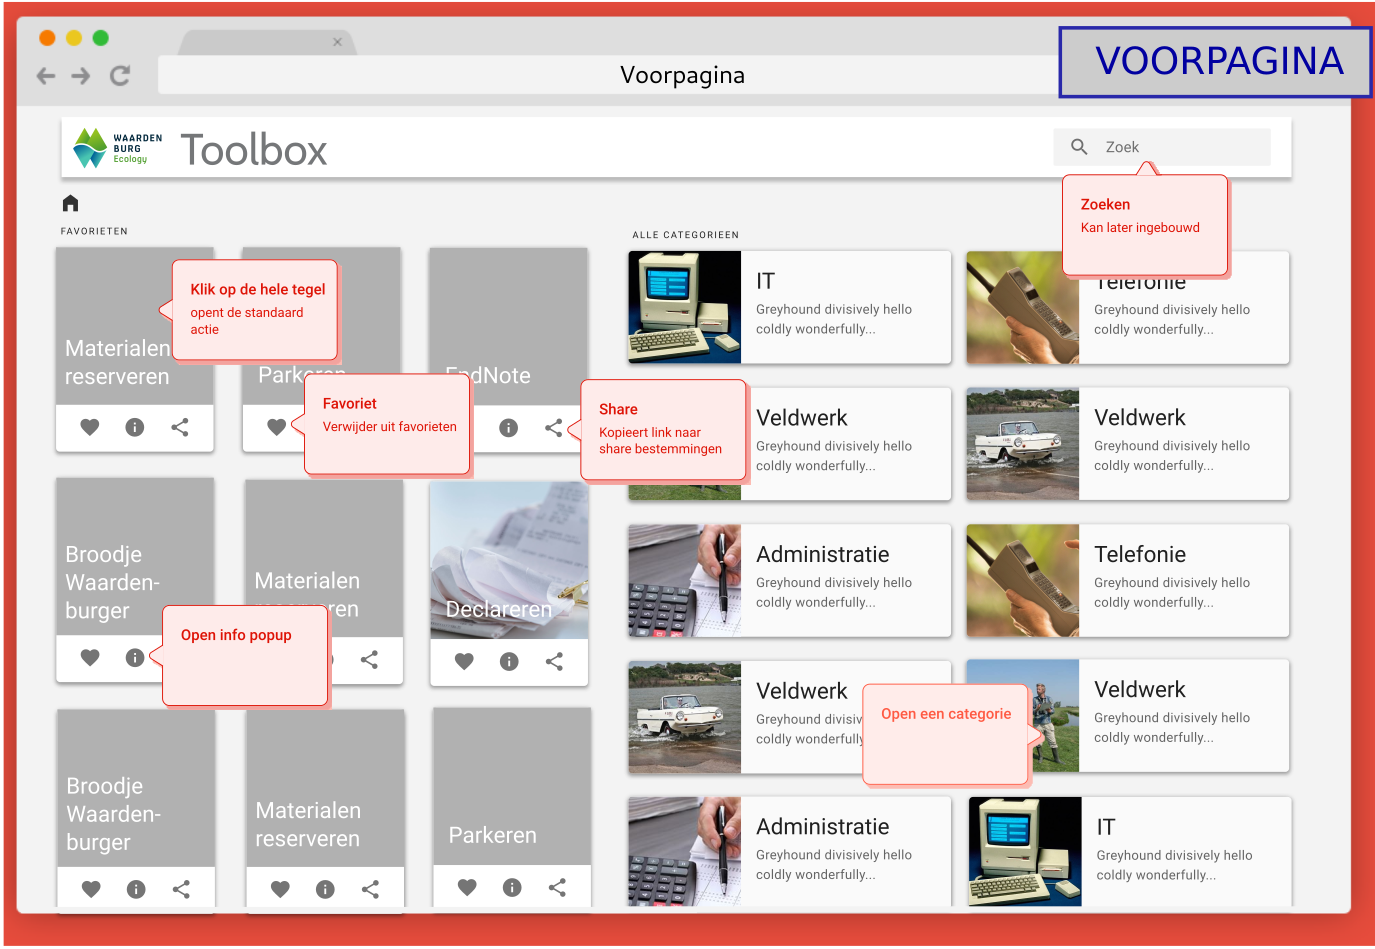 VOORPAGINA
Voorpagina
WAARDEN
BURG
Ecology
Toolbox
Zoek
Zoeken
Kan later ingebouwd
FAVORIETEN
Klik op de hele tegel
opent de standaard
actie
Materialen
reserveren
Parkeren
EndNote
Favoriet
Verwijder uit favorieten
Share
Kopieert link naar
share bestemmingen
Broodje
Waarden-
burger
Materialen
reserveren
Declareren
Open info popup
Broodje
Waarden-
burger
Materialen
reserveren
Parkeren
ALLE CATEGORIEEN
IT
Greyhound divisively hello
coldly wonderfully...
Telefonie
Greyhound divisively hello
coldly wonderfully...
Veldwerk
Greyhound divisively hello
coldly wonderfully...
Veldwerk
Greyhound divisively hello
coldly wonderfully...
Administratie
Greyhound divisively hello
coldly wonderfully...
Telefonie
Greyhound divisively hello
coldly wonderfully...
Veldwerk
Greyhound
coldly wonderfully
Open een categorie
Veldwerk
Greyhound divisively hello
coldly wonderfully...
Administratie
Greyhound divisively hello
coldly wonderfully...
IT
Greyhound divisively hello
coldly wonderfully...